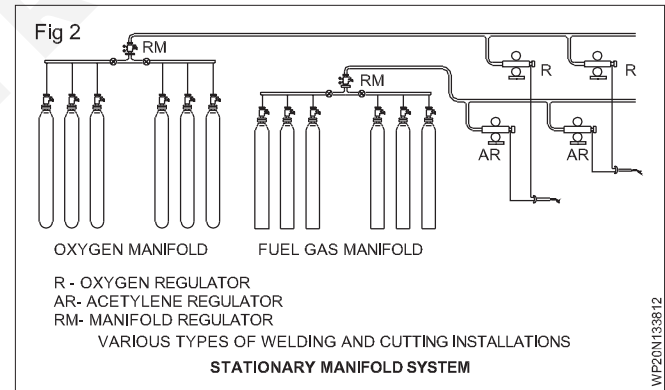 Fig 2
RM
R
R
RM
AR
AR
OXYGEN MANIFOLD
FUEL GAS MANIFOLD
R - OXYGEN REGULATOR
AR- ACETYLENE REGULATOR
RM- MANIFOLD REGULATOR
VARIOUS TYPES OF WELDING AND CUTTING INSTALLATIONS
STATIONARY MANIFOLD SYSTEM
WP20N133812